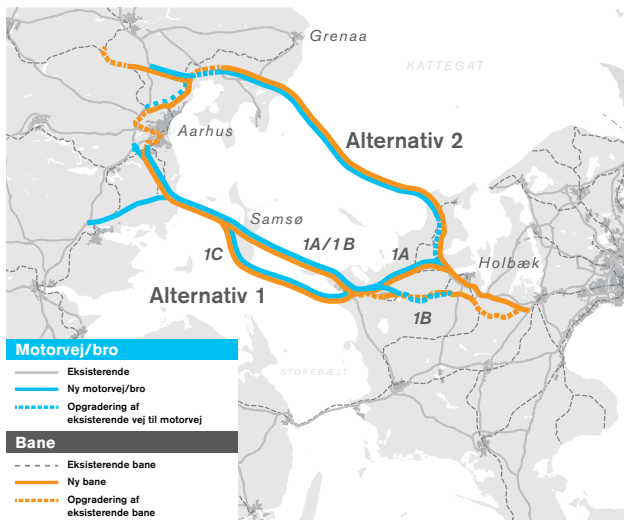 Grenaa
KATTEGAT
Aarhus
Alternativ 2
Samsø
1A/1B
1A
1C
Holbæk
Alternativ 1
1B
STOREBÆLT
Motorvej/bro
Eksisterende
Ny motorvej/bro
Opgradering af
eksisterende vej til motorvej
Bane
Eksisterende bane
Ny bane
Opgradering af
eksisterende bane